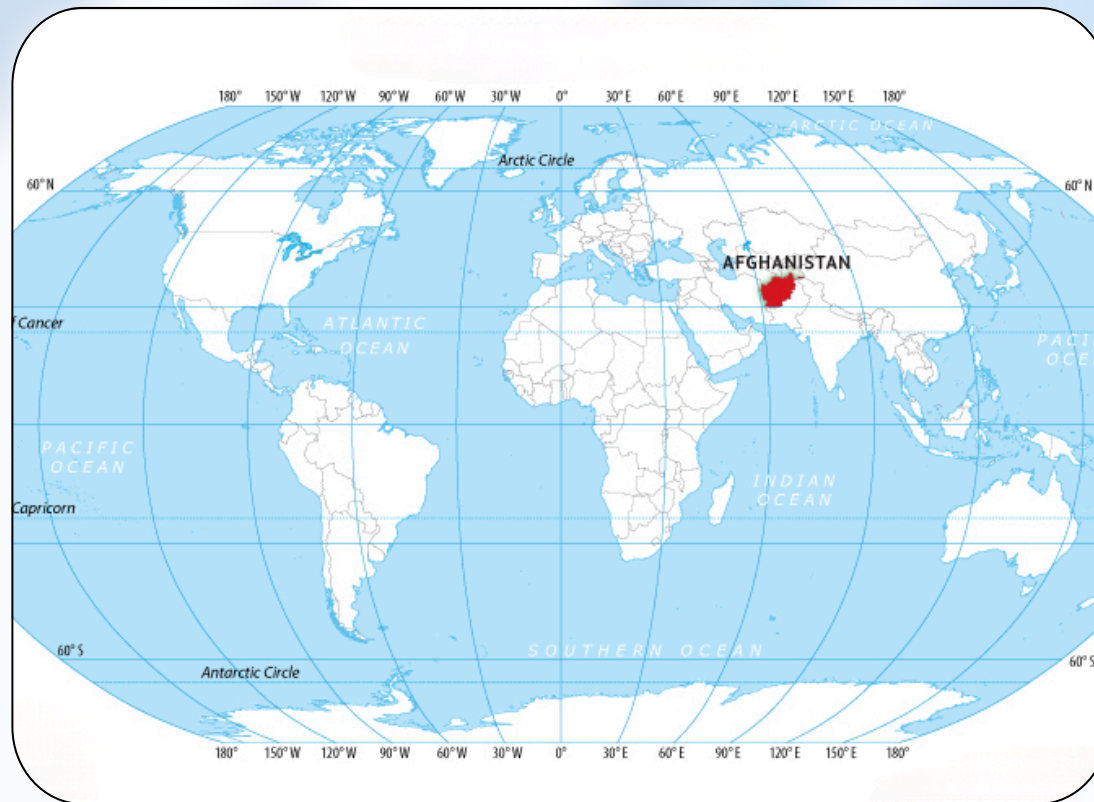 180° 150° W 120° W 90° W 60° W 30° W 0° 30° E 60° E 90° E 120° E 150° E 180°
ARCTIC OCEAN
Arctic Circle
60° N
60° N
AFGHANISTAN
f Cancer
ATLANTIC
OCEAN
PACIFIC
OCEAN
PACIFIC
OCEAN
INDIAN
OCEAN
Capricorn
60° S
SOUTHERN OCEAN
60° S
Antarctic Circle
180° 150° W 120° W 90° W 60° W 30° W 0° 30° E 60° E 90° E 120° E 150° E 180°